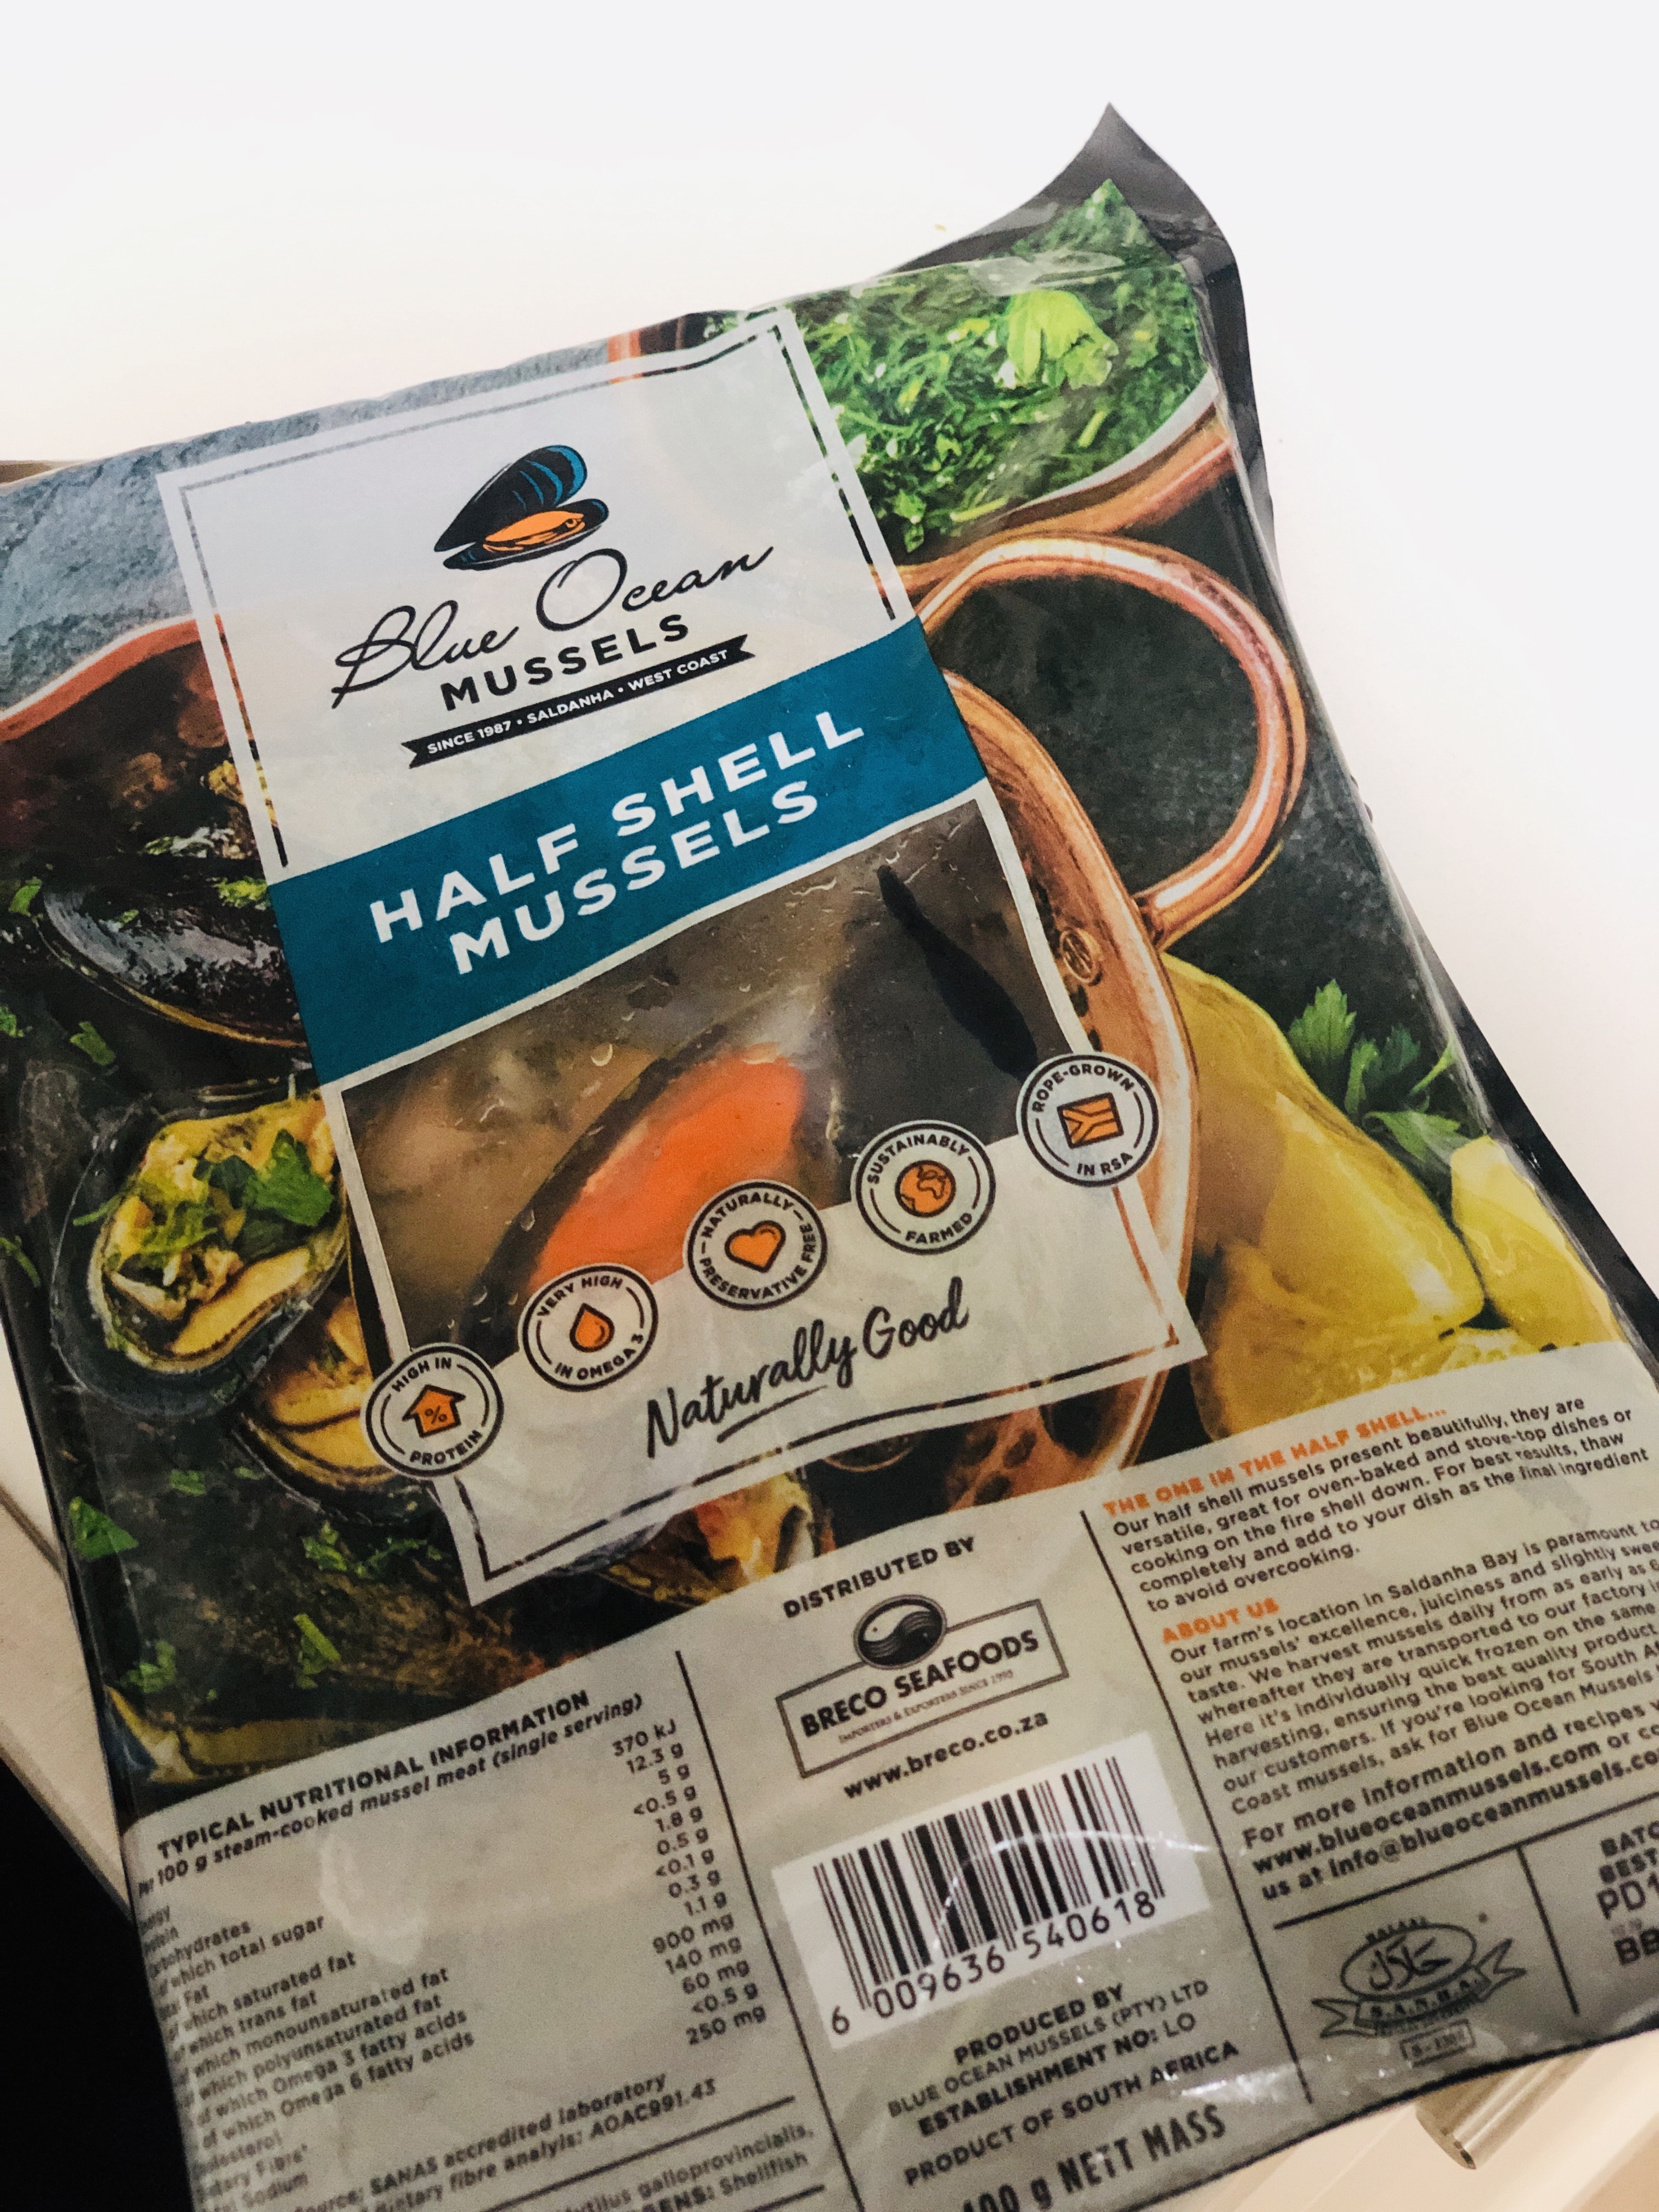 Blue Ocean
MUSSELS
SINCE 1987 • SALDANHA • WEST COAST
HALF SHELL
MUSSELS
HIGH IN
%
PROTEIN
VERY HIGH
IN OMEGA 3
NATURALLY
PRESERVATIVE FREE
SUSTAINABLY
FARMED
ROPE-GROWN
IN RSA
Naturally Good
TYPICAL NUTRITIONAL INFORMATION
Per 100 g steam-cooked mussel meat (single serving)
370 kJ
12.3 g
5 g
of which total sugar <0.5 g
Fat 1.8 g
of which saturated fat 0.5 g
of which trans fat <0.1 g
of which monounsaturated fat 0.3 g
of which polyunsaturated fat 1.1 g
of which Omega 3 fatty acids 900 mg
of which Omega 6 fatty acids 140 mg
60 mg
<0.5 g
Sodium 250 mg
SANAS accredited laboratory
dietary fibre analyis: AOAC991.43
galloprovincialis,
Shellfish
DISTRIBUTED BY
BRECO SEAFOODS
IMPORTERS & EXPORTERS SINCE 1995
www.breco.co.za
6 009636 540618
PRODUCED BY
BLUE OCEAN MUSSELS (PTY) LTD
ESTABLISHMENT NO: LO
PRODUCT OF SOUTH AFRICA
g NETT MASS
THE ONE IN THE HALF SHELL...
Our half shell mussels present beautifully, they are
versatile, great for oven-baked and stove-top dishes or
cooking on the fire shell down. For best results, thaw
completely and add to your dish as the final ingredient
to avoid overcooking.
ABOUT US
Our farm's location in Saldanha Bay is paramount to
our mussels' excellence, juiciness and slightly
taste. We harvest mussels daily from as early as
whereafter they are transported to our factory
Here it's individually quick frozen on the same
harvesting, ensuring the best quality product
our customers. If you're looking for South
Coast mussels, ask for Blue Ocean Mussels
For more information and recipes
www.blueoceanmussels.com or
us at info@blueoceanmussels.co
حلال
S.A.N.H.A.